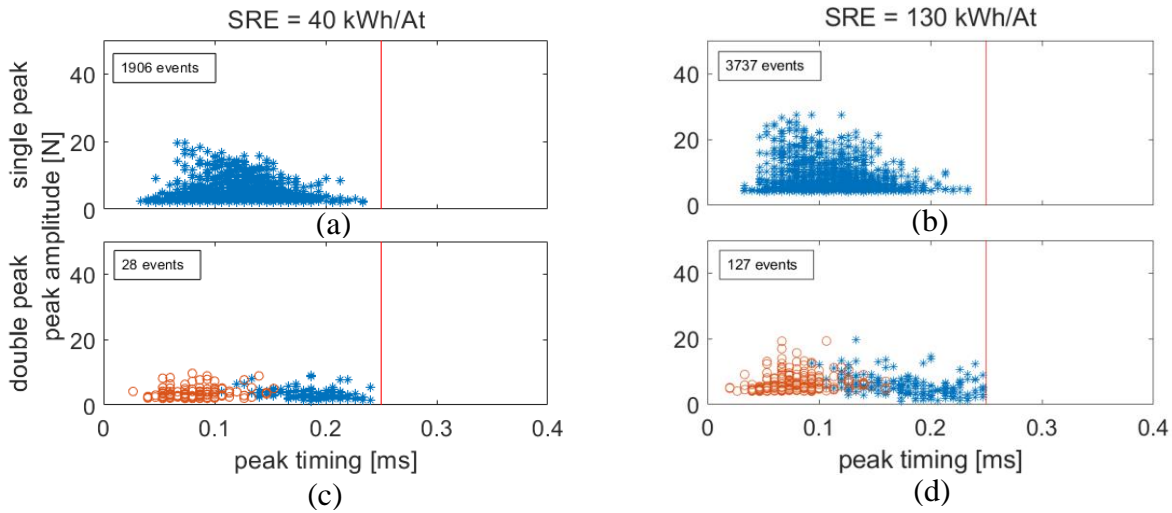 SRE = 40 kWh/At
SRE = 130 kWh/At
single peak
double peak
peak amplitude [N]
40
20
0
1906 events
(a)
40
20
0
3737 events
(b)
40
20
0
28 events
0
0.1
0.2
0.3
0.4
peak timing [ms]
(c)
40
20
0
127 events
0
0.1
0.2
0.3
0.4
peak timing [ms]
(d)